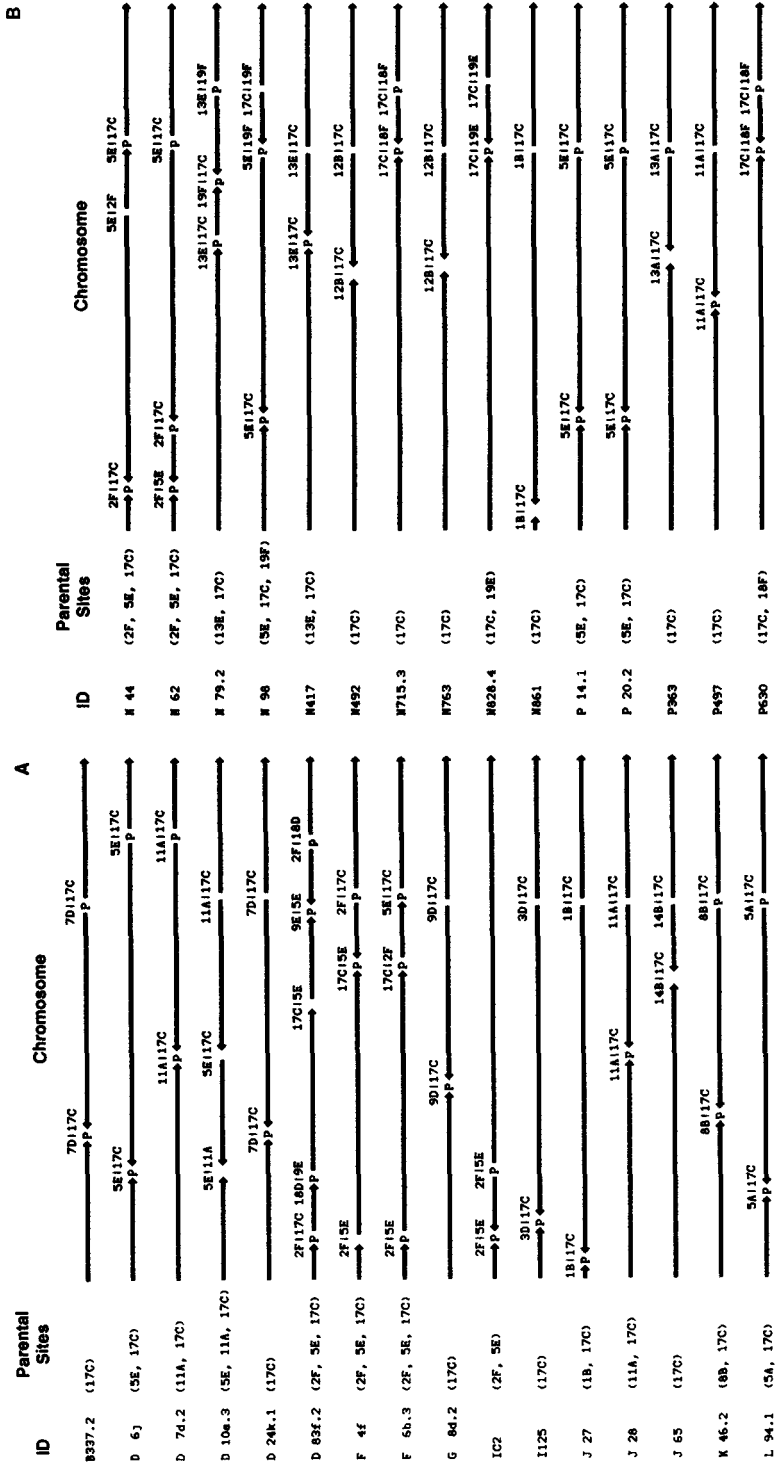 A
ID Parental Sites Chromosome
7D|17C 7D|17C
B337.2 (17C) P P
5E|17C 5E|17C
D 6j (5E, 17C) P P
11A|17C 11A|17C
D 7d.2 (11A, 17C) P P
5E|11A 5E|17C 11A|17C
D 10a.3 (5E, 11A, 17C)
7D|17C 7D|17C
D 24k.1 (17C) P
2F|17C 18D|9E 17C|5E 9E|5E 2F|18D
D 83f.2 (2F, 5E, 17C) P P P P
2F|5E 17C|5E 2F|17C
F 4f (2F, 5E, 17C) P P
2F|5E 17C|2F 5E|17C
F 6b.3 (2F, 5E, 17C) P P P
9D|17C 9D|17C
G 8d.2 (17C) P
2F|5E 2F|5E
IC2 (2F, 5E) P P
3D|17C 3D|17C
I125 (17C) P
1B|17C 1B|17C
J 27 (1B, 17C) P
11A|17C 11A|17C
J 28 (11A, 17C) P
14B|17C 14B|17C
J 65 (17C)
8B|17C 8B|17C
K 46.2 (8B, 17C) P P
5A|17C 5A|17C
L 94.1 (5A, 17C) P P
B
ID Parental Sites Chromosome
2F|17C 5E|2F 5E|17C
N 44 (2F, 5E, 17C) P P
2F|5E 2F|17C 5E|17C
N 62 (2F, 5E, 17C) P P P
13E|17C 19F|17C 13E|19F
N 79.2 (13E, 17C) P P P
5E|17C 5E|19F 17C|19F
N 98 (5E, 17C, 19F) P P
13E|17C 13E|17C
N417 (13E, 17C) P
12B|17C 12B|17C
N492 (17C)
17C|18F 17C|18F
N715.3 (17C) P P
12B|17C 12B|17C
N763 (17C)
17C|19E 17C|19E
N828.4 (17C, 19E) P
1B|17C 1B|17C
N861 (17C)
5E|17C 5E|17C
P 14.1 (5E, 17C) P P
5E|17C 5E|17C
P 20.2 (5E, 17C) P P
13A|17C 13A|17C
P363 (17C) P
11A|17C 11A|17C
P497 (17C) P
17C|18F 17C|18F
P630 (17C, 18F) P P